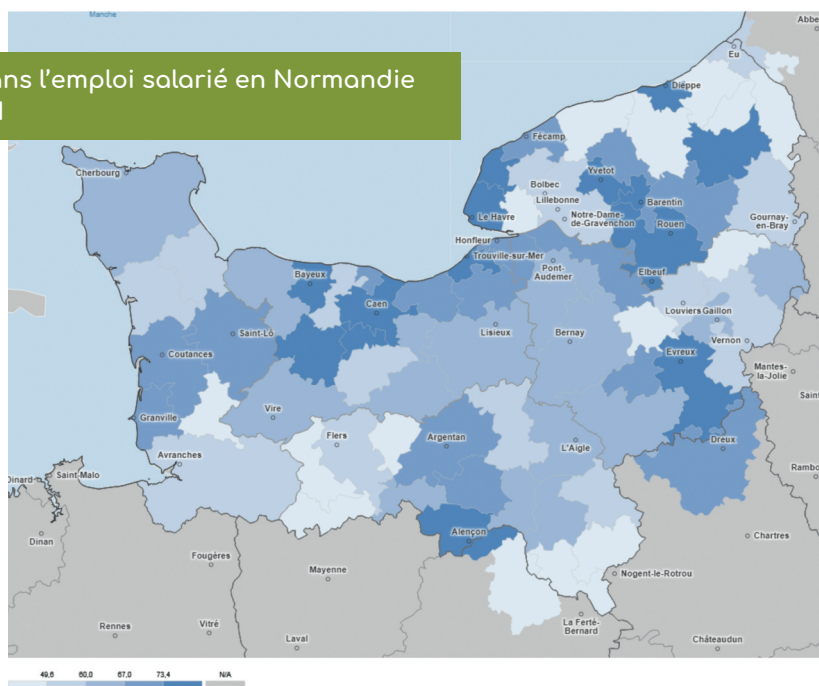 Manche
Abbe
ans l'emploi salarié en Normandie
Eu
Dieppe
Fécamp
Cherbourg
Yvetot
Bolbec
Lillebonne
Barentin
Le Havre
Notre-Dame-
de-Gravenchon
Rouen
Gournay-
en-Bray
Honfleur
Trouville-sur-Mer
Bayeux
Pont-
Audemer
Elbeuf
Caen
Louviers
Gaillon
Saint-Lô
Lisieux
Bernay
Vernon
Coutances
Evreux
Mantes-
la-Jolie
Saint
Granville
Vire
Flers
Argentan
L'Aigle
Dreux
Avranches
Rambo
Dinard
Saint-Malo
Alençon
Chartres
Dinan
Fougères
Mayenne
Nogent-le-Rotrou
Rennes
Vitré
Laval
La Ferté-
Bernard
Châteaudun
49,6 60,0 67,0 73,4 N/A